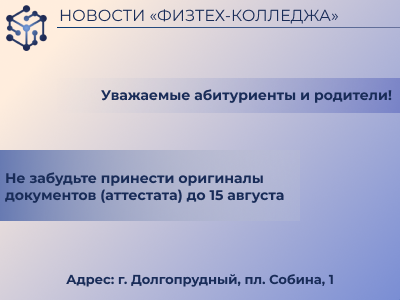 НОВОСТИ «ФИЗТЕХ-КОЛЛЕДЖА»
Уважаемые абитуриенты и родители!
Не забудьте принести оригиналы
документов (аттестата) до 15 августа
Адрес: г. Долгопрудный, пл. Собина, 1